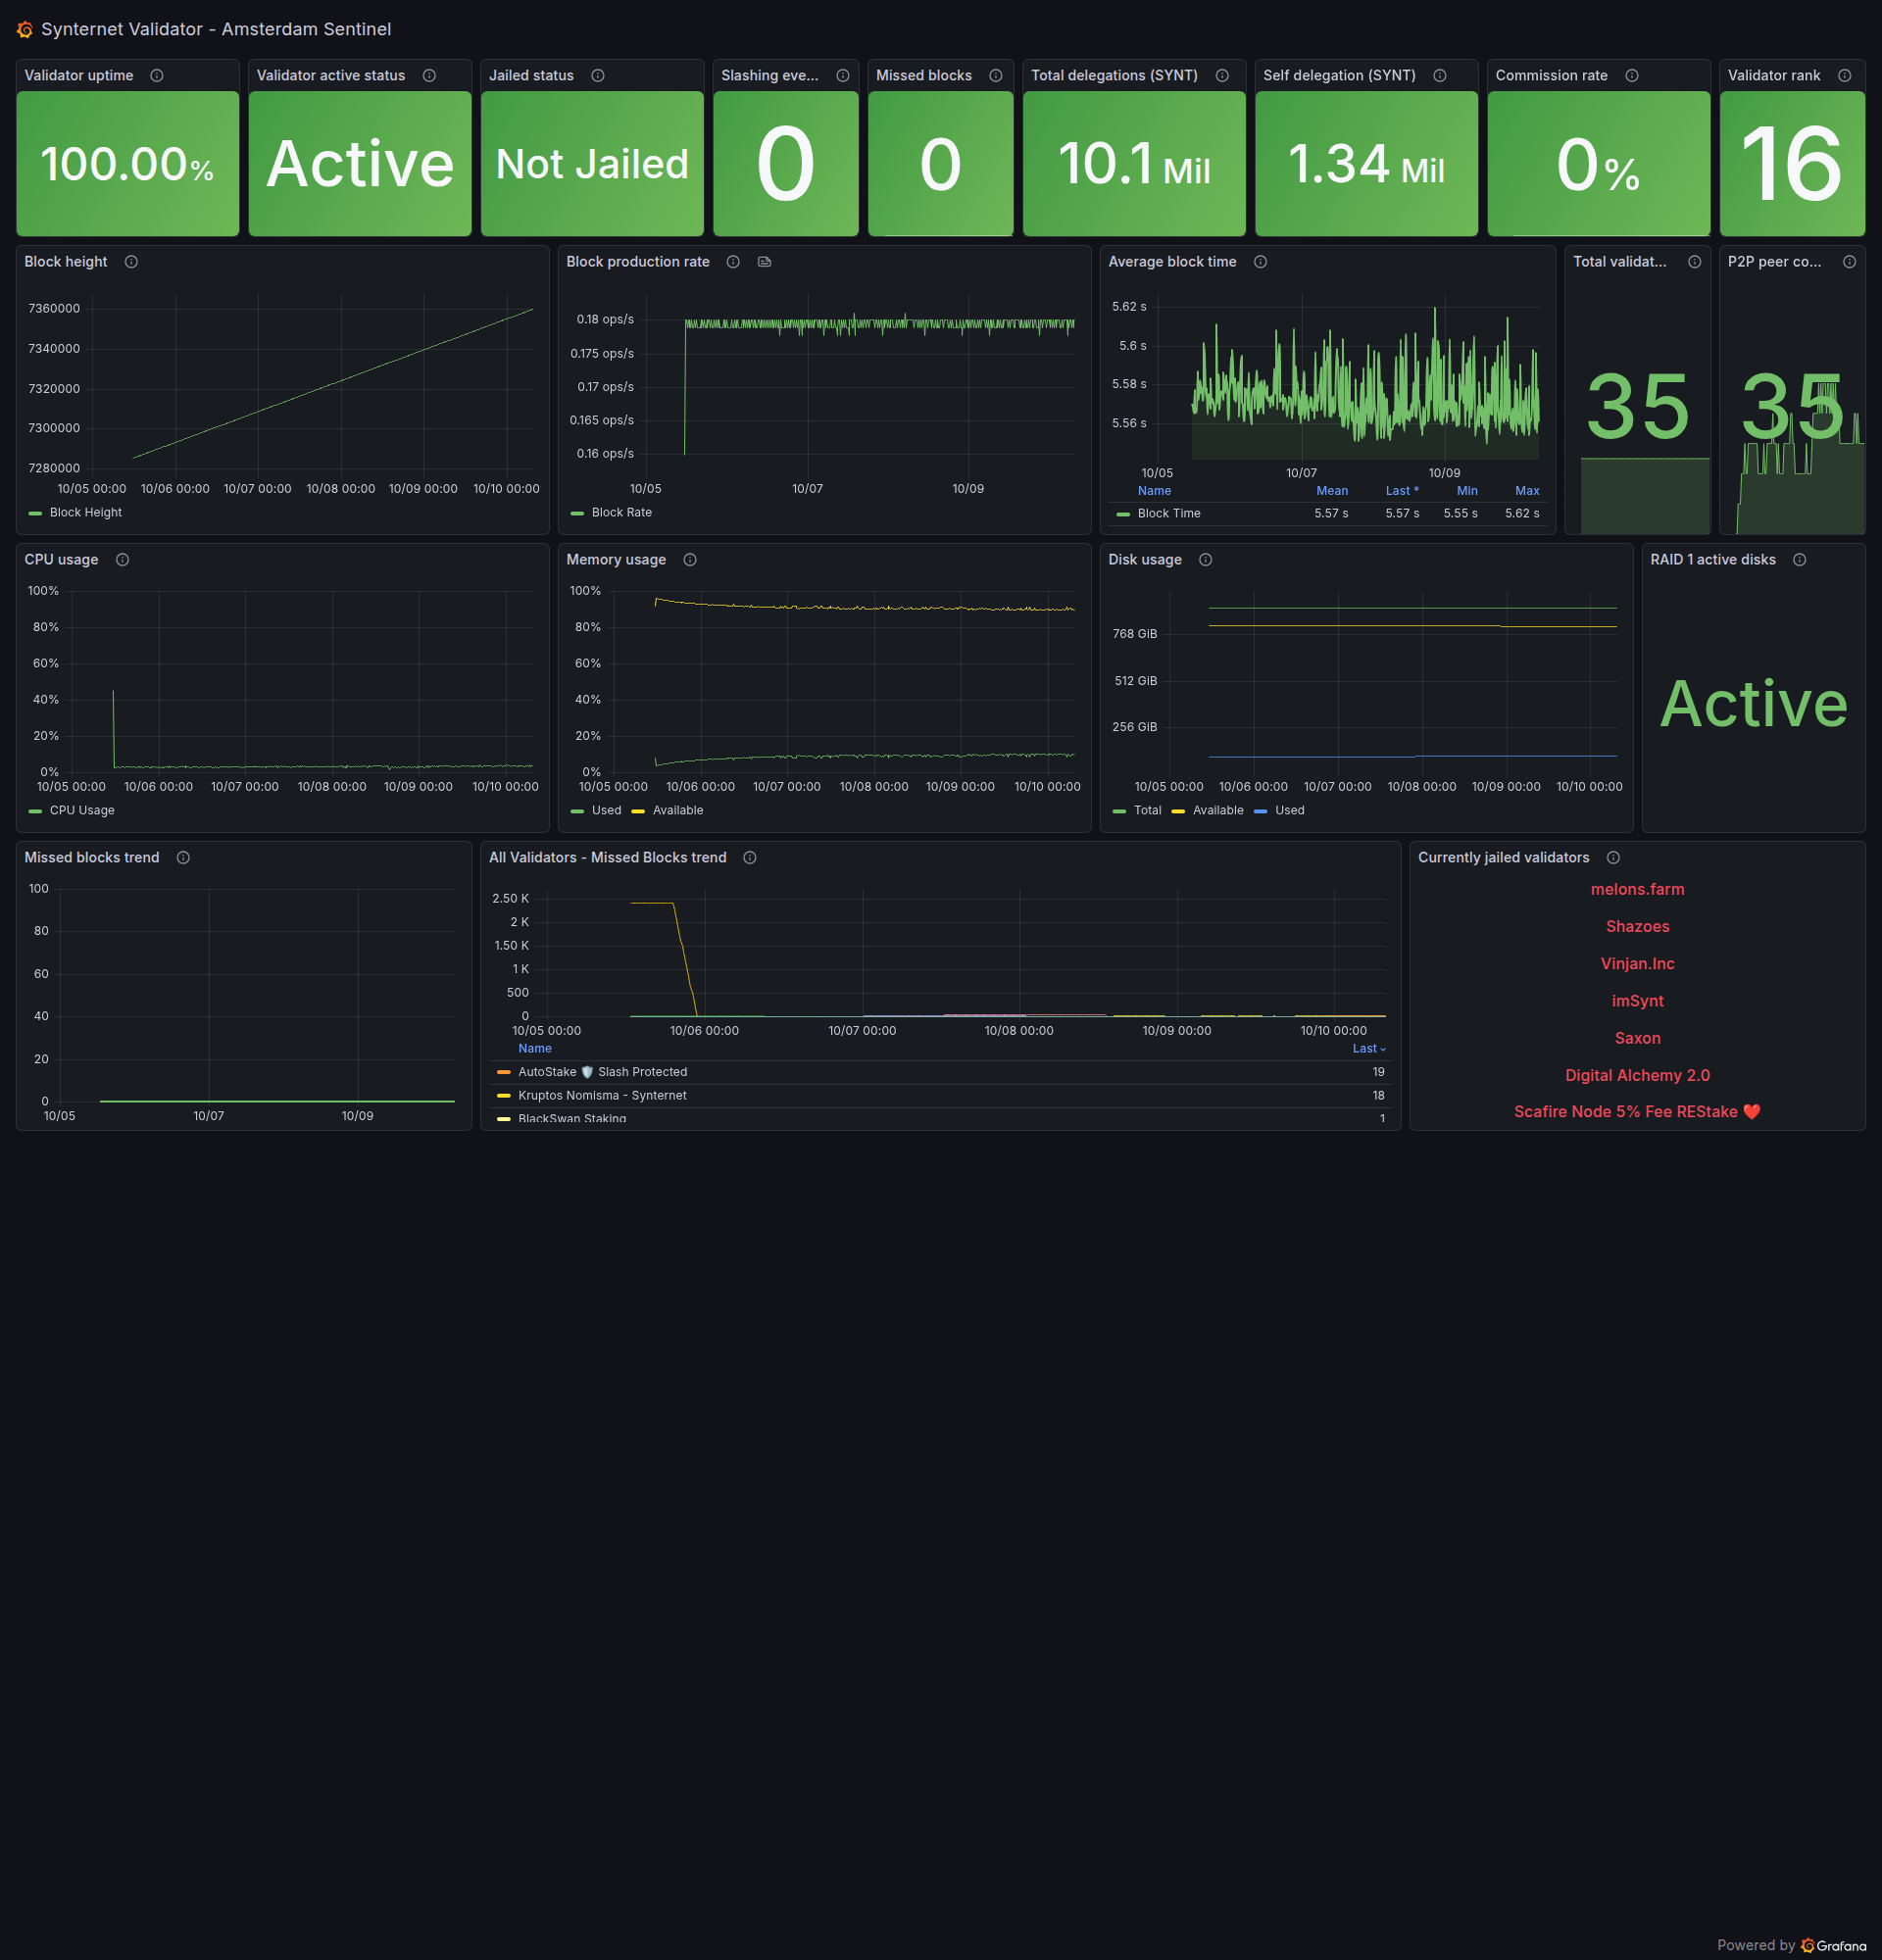 Synternet Validator - Amsterdam Sentinel
Validator uptime
100.00%
Validator active status
Active
Jailed status
Not Jailed
Slashing eve...
0
Missed blocks
0
Total delegations (SYNT)
10.1 Mil
Self delegation (SYNT)
1.34 Mil
Commission rate
0%
Validator rank
16
Block height
7360000
7340000
7320000
7300000
7280000
10/05 00:00 10/06 00:00 10/07 00:00 10/08 00:00 10/09 00:00 10/10 00:00
Block Height
Block production rate
0.18 ops/s
0.175 ops/s
0.17 ops/s
0.165 ops/s
0.16 ops/s
10/05 10/07 10/09
Block Rate
Average block time
5.62 s
5.6 s
5.58 s
5.56 s
10/05 10/07 10/09
Name Mean Last * Min Max
Block TIme 5.57 s 5.57 s 5.55 s 5.62 s
Total validat...
35
P2P peer co...
35
CPU usage
100%
80%
60%
40%
20%
0%
10/05 00:00 10/06 00:00 10/07 00:00 10/08 00:00 10/09 00:00 10/10 00:00
CPU Usage
Memory usage
100%
80%
60%
40%
20%
0%
10/05 00:00 10/06 00:00 10/07 00:00 10/08 00:00 10/09 00:00 10/10 00:00
Used Available
Disk usage
768 GiB
512 GiB
256 GiB
10/05 00:00 10/06 00:00 10/07 00:00 10/08 00:00 10/09 00:00 10/10 00:00
Total Available Used
RAID 1 active disks
Active
Missed blocks trend
100
80
60
40
20
0
10/05 10/07 10/09
All Validators - Missed Blocks trend
2.50 K
2 K
1.50 K
1 K
500
0
10/05 00:00 10/06 00:00 10/07 00:00 10/08 00:00 10/09 00:00 10/10 00:00
Name Last
AutoStake 🛡️ Slash Protected 19
Kruptos Nomisma - Synternet 18
BlackSwan Staking 1
Currently jailed validators
melons.farm
Shazoes
Vinjan.Inc
imSynt
Saxon
Digital Alchemy 2.0
Scafire Node 5% Fee REStake ❤️
Powered by Grafana